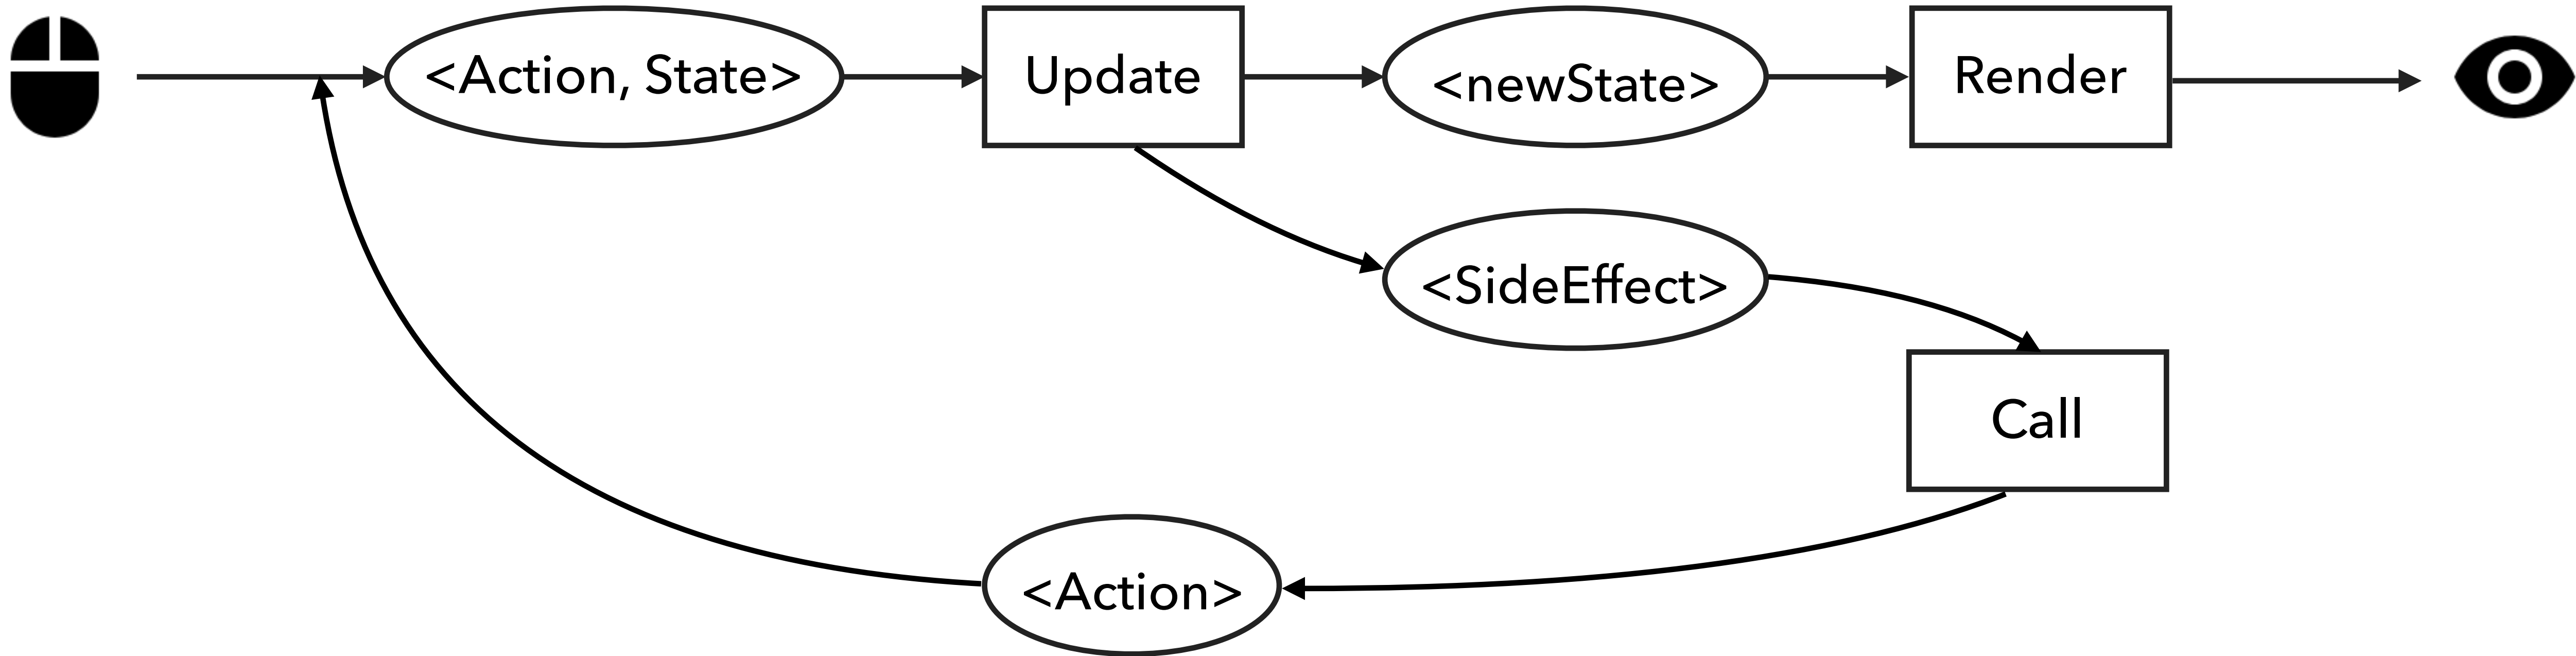 <Action, State>
Update
<newState>
Render
<SideEffect>
Call
<Action>